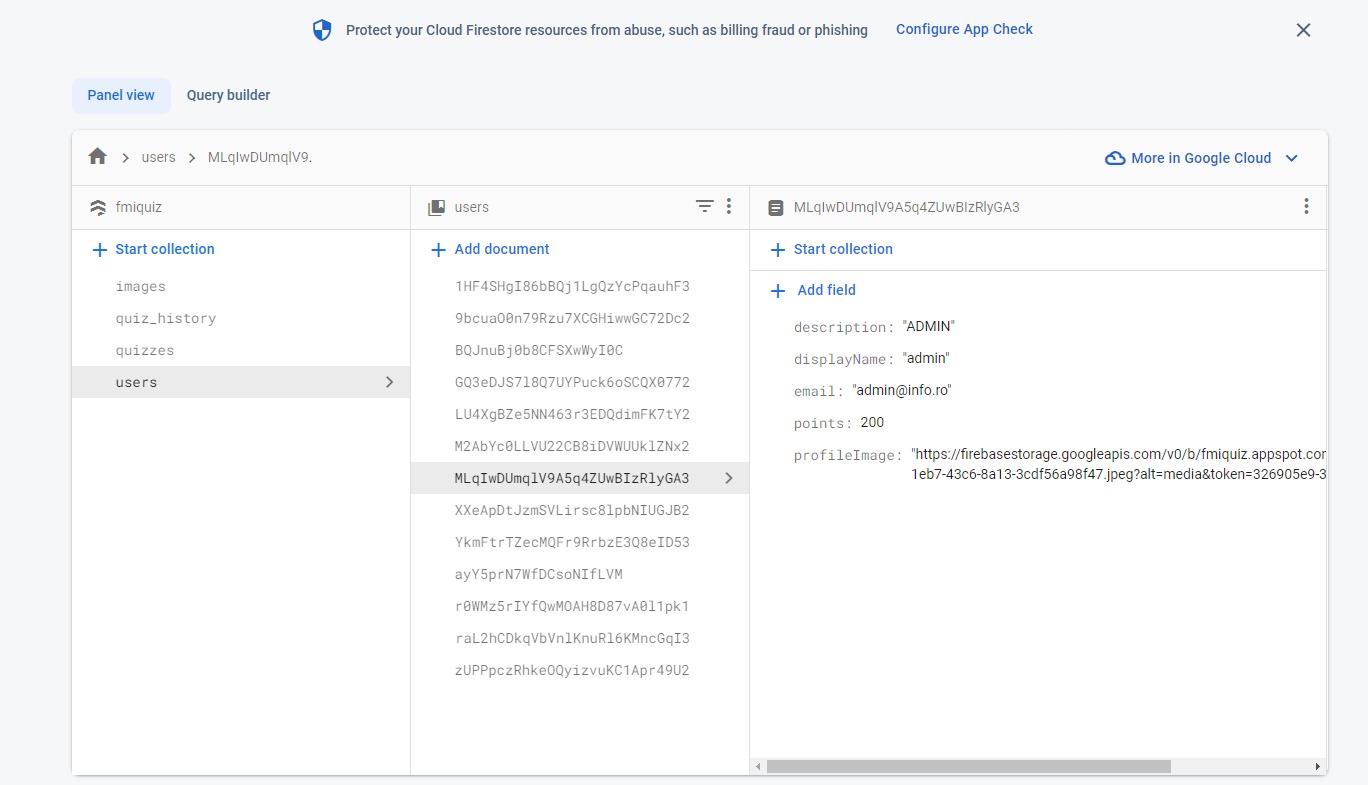 Protect your Cloud Firestore resources from abuse, such as billing fraud or phishing Configure App Check
Panel view Query builder
users MLqIwDUmqlV9.
More in Google Cloud
fmiquiz
Start collection
images
quiz_history
quizzes
users
users
Add document
1HF4SHgI86bBQj1LgQzYcPqauhF3
9bcuaO0n79Rzu7XCGHiwwGC72Dc2
BQJnuBj0b8CFSXwWyI0C
GQ3eDJS7l8Q7UYPuck6oSCQX0772
LU4XgBZe5NN463r3EDQdimFK7tY2
M2AbYc0LLVU22CB8iDVWUUklZNx2
MLqIwDUmqlV9A5q4ZUwBIzRlyGA3
XXeApDtJzmSVLirsc8lpbNIUGJB2
YkmFtrTZecMQFr9RrbzE3Q8eID53
ayY5prN7WfDCsoNIfLVM
r0WMz5rIYfQwMOAH8D87vA0l1pk1
raL2hCDkqVbVnlKnuRl6KMncGqI3
zUPPpczRhkeOQyizvuKC1Apr49U2
MLqIwDUmqlV9A5q4ZUwBIzRlyGA3
Start collection
Add field
description: "ADMIN"
displayName: "admin"
email: "admin@info.ro"
points: 200
profileImage: "https://firebasestorage.googleapis.com/v0/b/fmiquiz.appspot.com
1eb7-43c6-8a13-3cdf56a98f47.jpeg?alt=media&token=326905e9-3